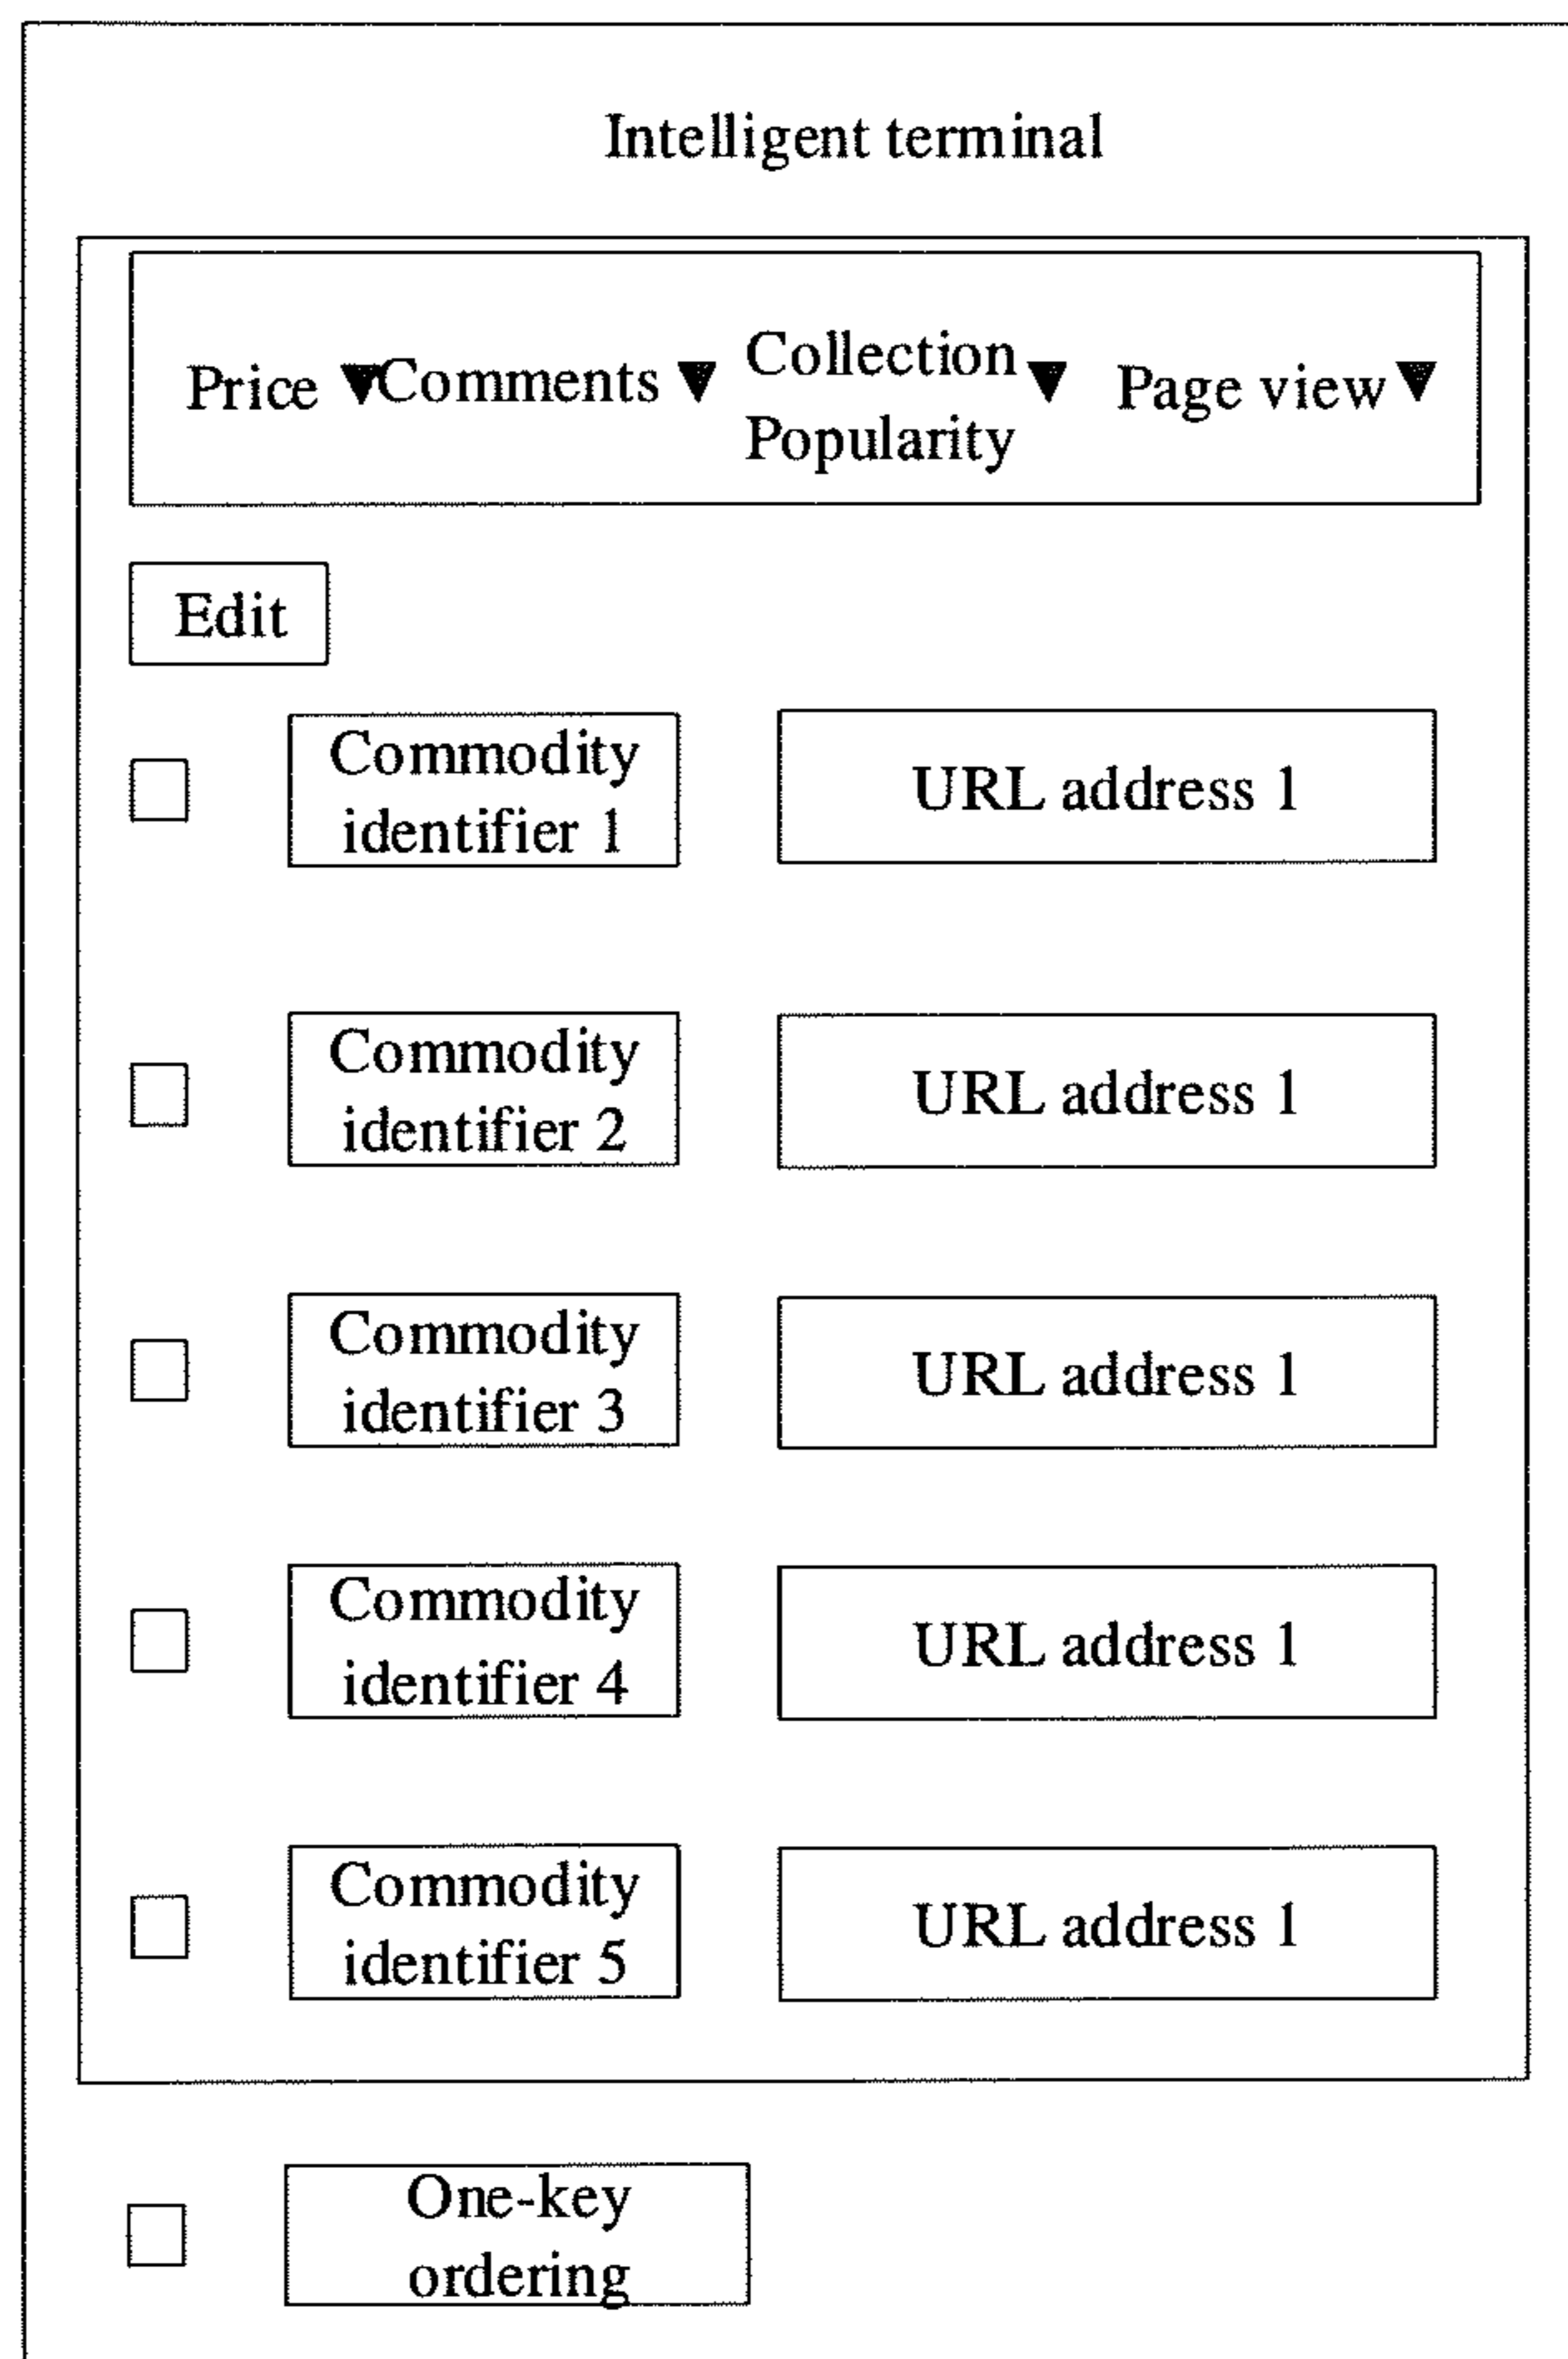 Intelligent terminal
Price ▼ Comments ▼ Collection ▼ Page view ▼
Popularity
Edit
Commodity
identifier 1
URL address 1
Commodity
identifier 2
URL address 1
Commodity
identifier 3
URL address 1
Commodity
identifier 4
URL address 1
Commodity
identifier 5
URL address 1
One-key
ordering